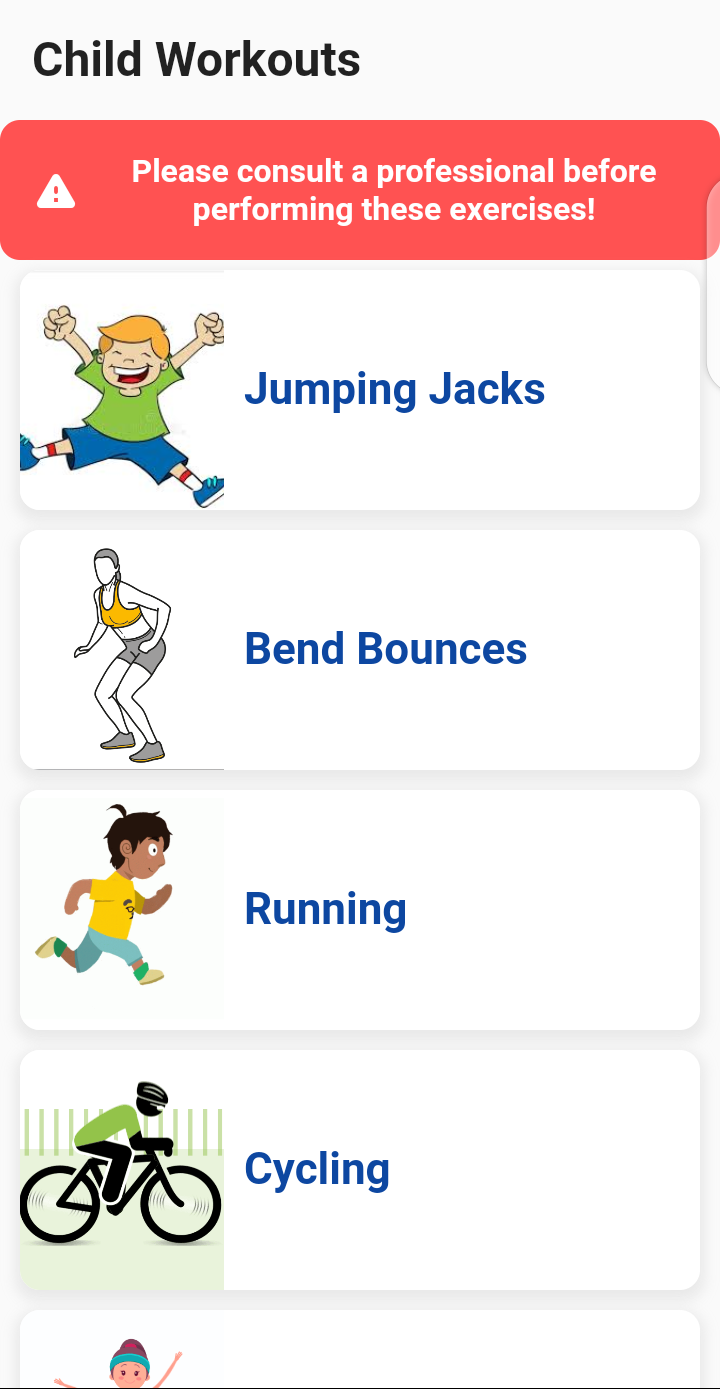 Child Workouts
Please consult a professional before
performing these exercises!
Jumping Jacks
Bend Bounces
Running
Cycling